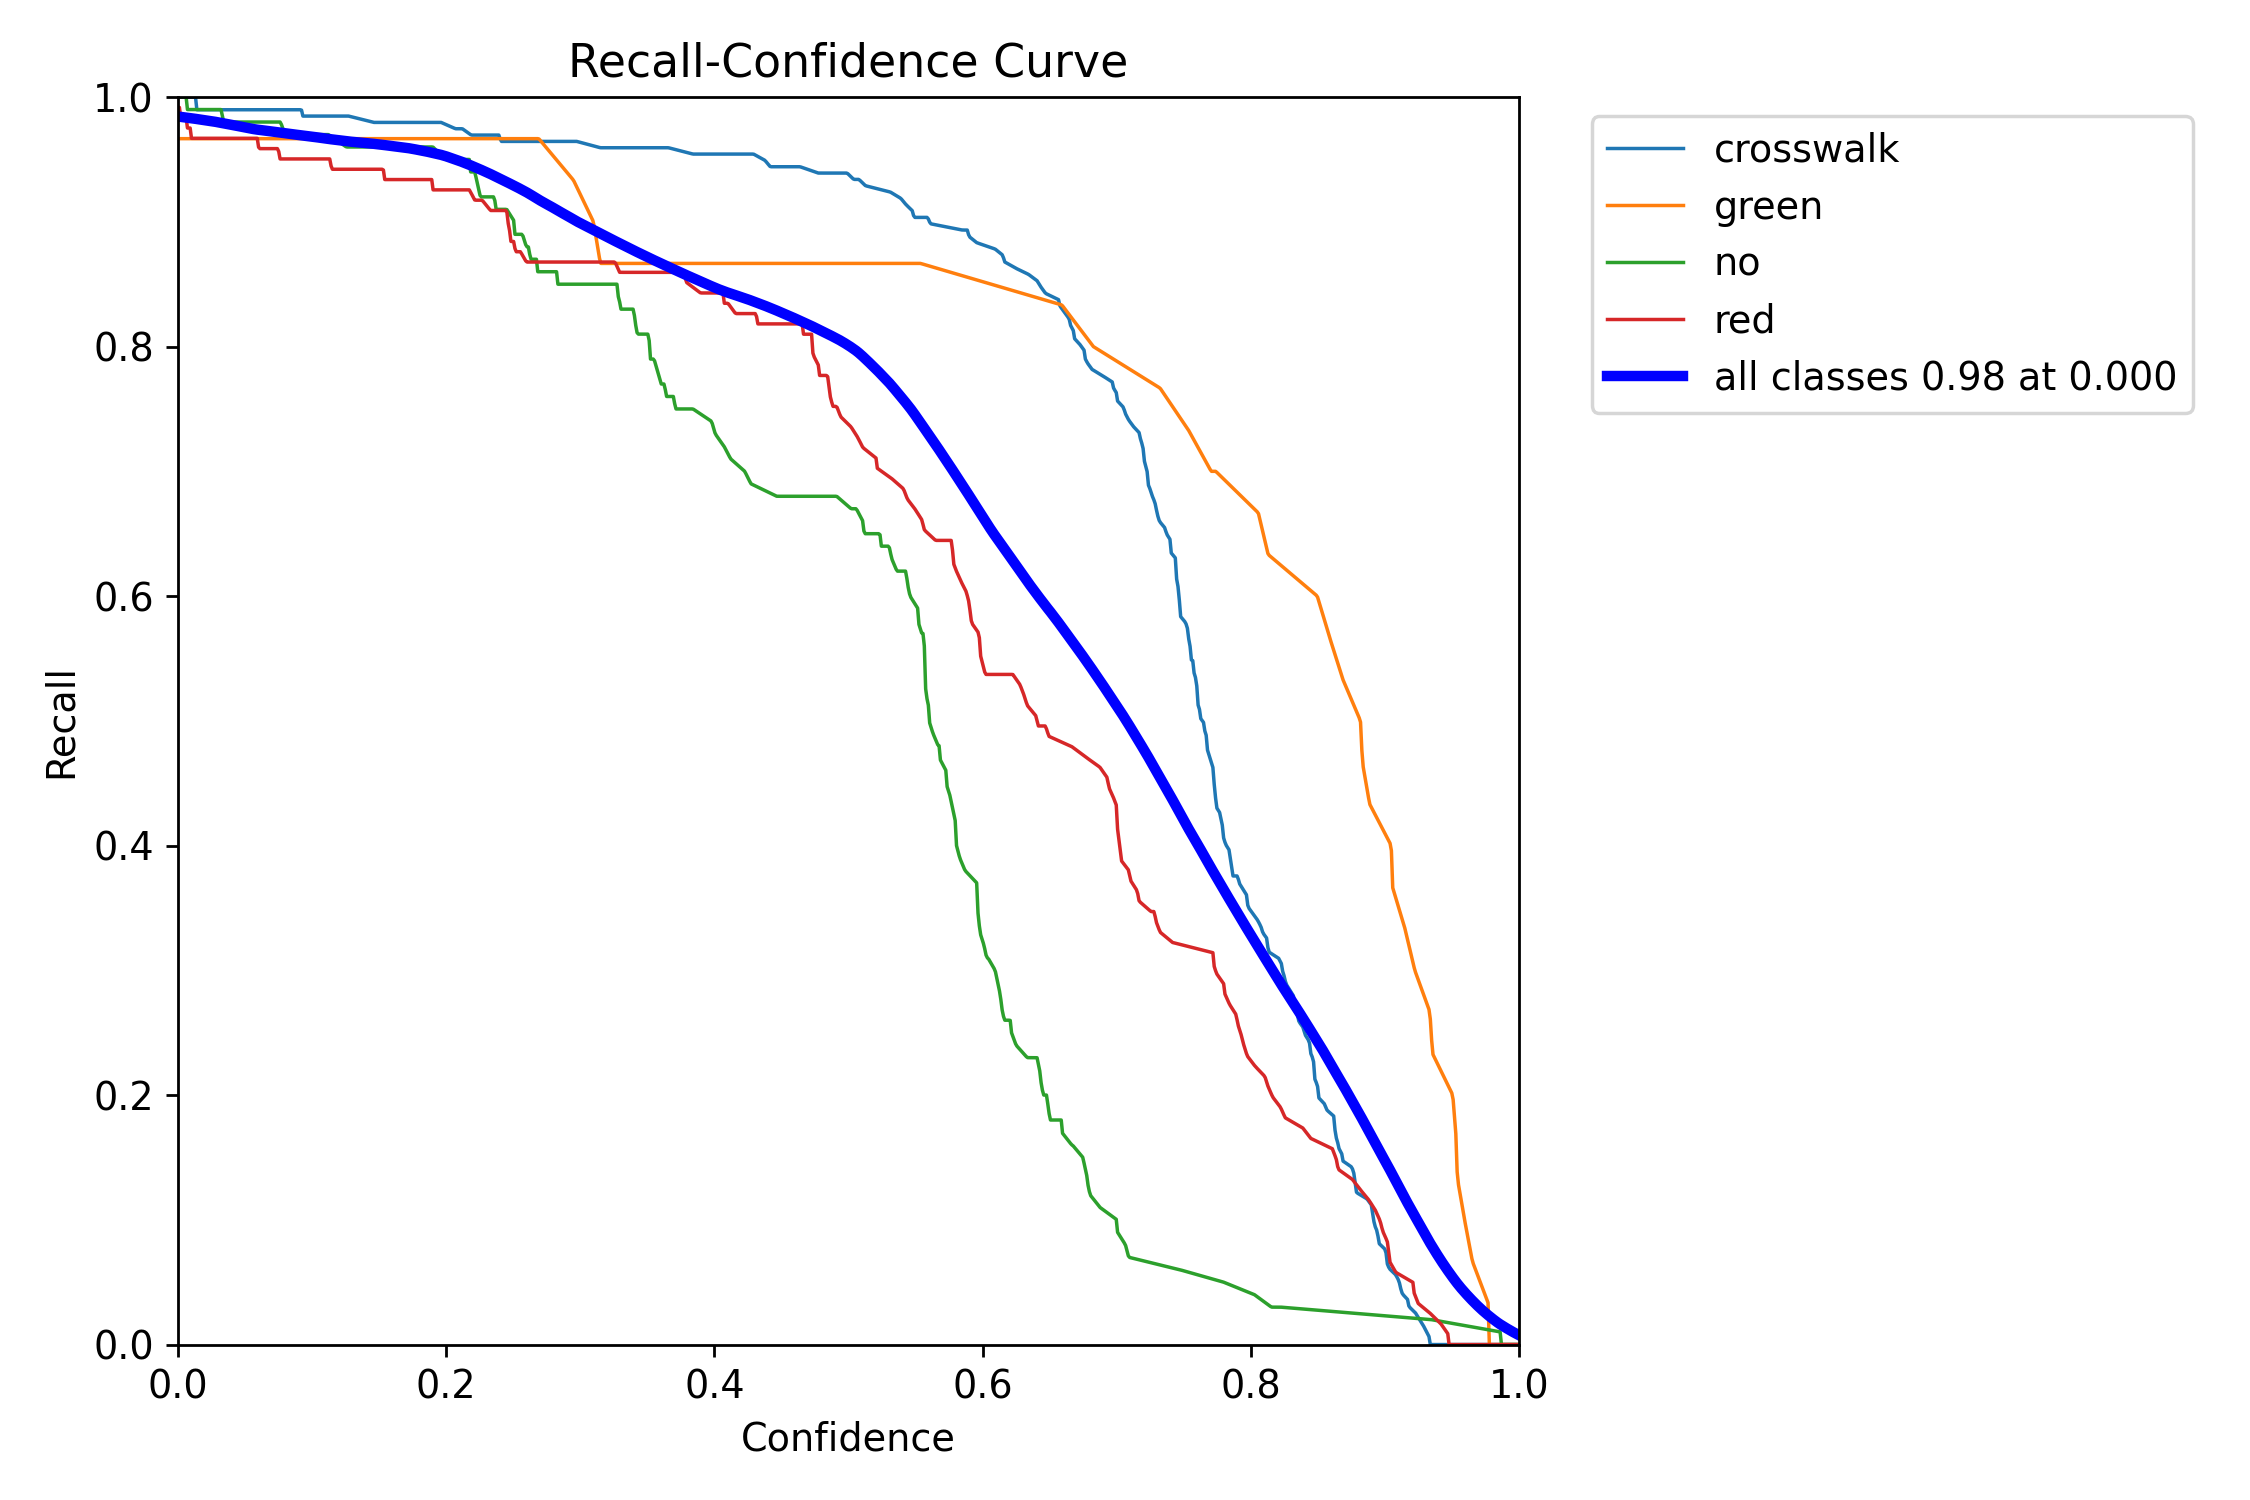 Recall-Confidence Curve
1.0
0.8
0.6
0.4
0.2
0.0
Recall
0.0 0.2 0.4 0.6 0.8 1.0
Confidence
crosswalk
green
no
red
all classes 0.98 at 0.000